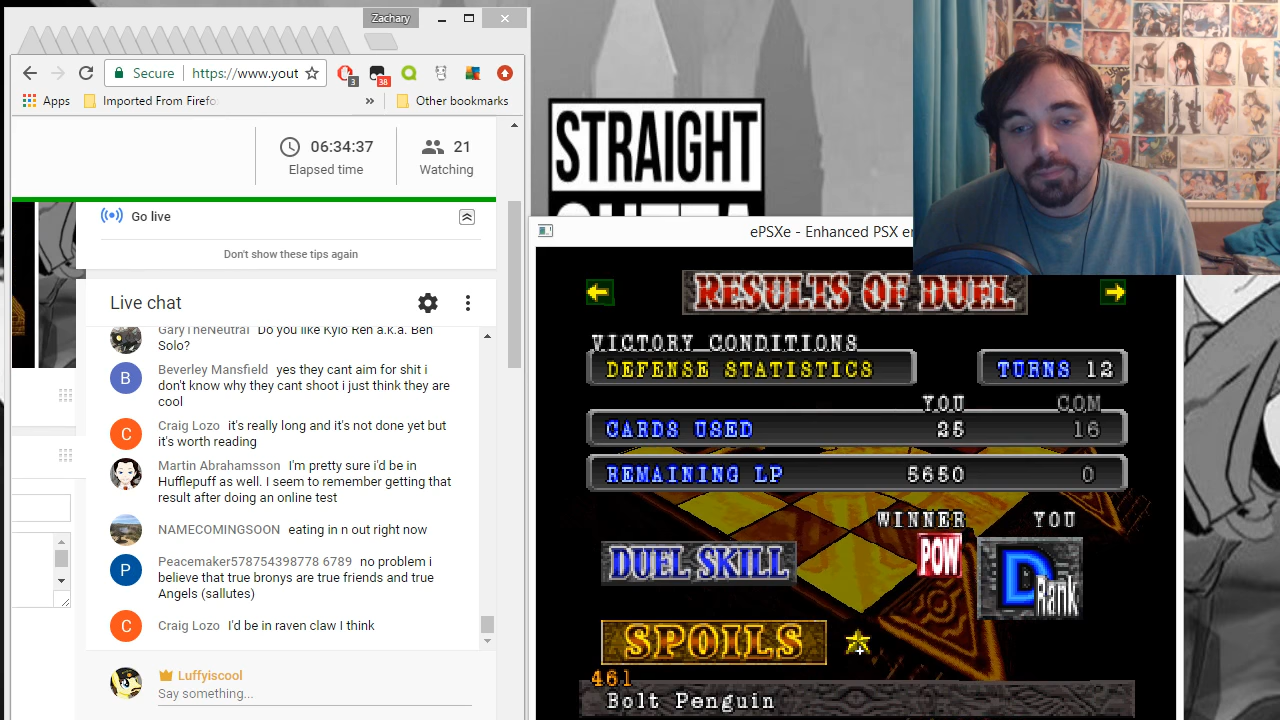 Zachary
Secure
https://www.yout
3
38
Apps
Imported From Firefo
»
Other bookmarks
06:34:37
Elapsed time
21
Watching
Go live
Don't show these tips again
Live chat
GaryTheNeutral Do you like Kylo Ren a.k.a. Ben
Solo?
B
Beverley Mansfield yes they cant aim for shit i
don't know why they cant shoot i just think they are
cool
C
Craig Lozo it's really long and it's not done yet but
it's worth reading
Martin Abrahamsson I'm pretty sure i'd be in
Hufflepuff as well. I seem to remember getting that
result after doing an online test
NAMECOMINGSOON eating in n out right now
P
Peacemaker578754398778 6789 no problem i
believe that true bronys are true friends and true
Angels (sallutes)
C
Craig Lozo I'd be in raven claw I think
Luffyiscool
Say something...
STRAIGHT
ePSXe - Enhanced PSX e
RESULTS OF DUEL
VICTORY CONDITIONS
DEFENSE STATISTICS
TURNS 12
YOU COM
CARDS USED 25 16
REMAINING LP 5650 0
WINNER YOU
DUEL SKILL POW D Rank
SPOILS
461
Bolt Penguin